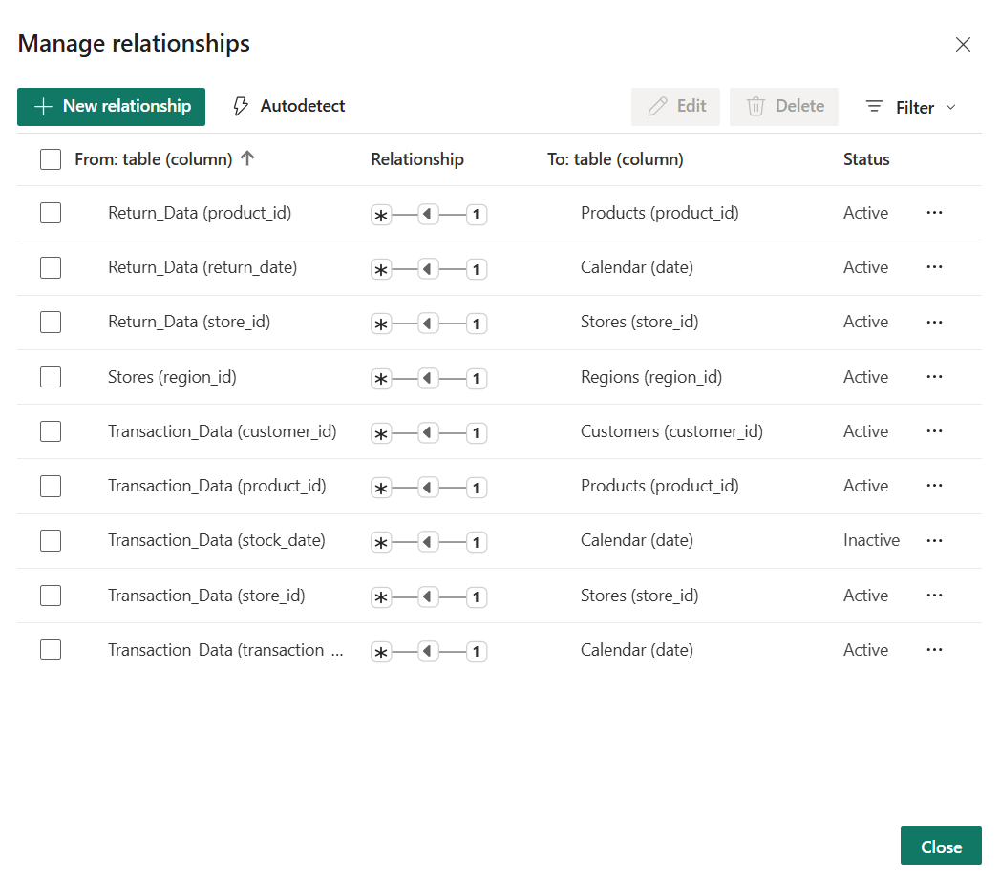 Manage relationships
New relationship Autodetect Edit Delete Filter
From: table (column) Relationship To: table (column) Status
Return_Data (product_id) * 1 Products (product_id) Active ...
Return_Data (return_date) * 1 Calendar (date) Active ...
Return_Data (store_id) * 1 Stores (store_id) Active ...
Stores (region_id) * 1 Regions (region_id) Active ...
Transaction_Data (customer_id) * 1 Customers (customer_id) Active ...
Transaction_Data (product_id) * 1 Products (product_id) Active ...
Transaction_Data (stock_date) * 1 Calendar (date) Inactive ...
Transaction_Data (store_id) * 1 Stores (store_id) Active ...
Transaction_Data (transaction_... * 1 Calendar (date) Active ...
Close